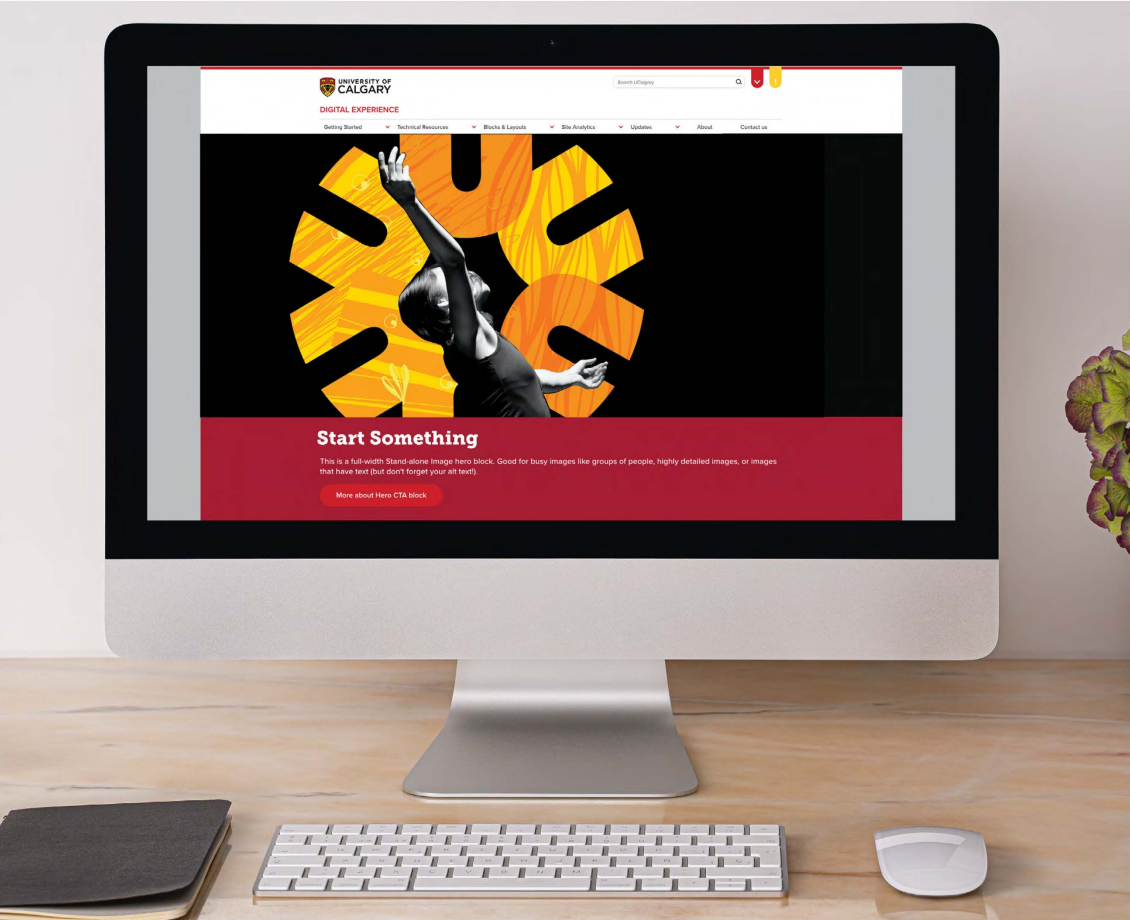 UNIVERSITY OF
CALGARY
Search UCalgary
DIGITAL EXPERIENCE
Getting Started Technical Resources Blocks & Layouts Site Analytics Updates About Contact us
Start Something
This is a full-width Stand-alone Image hero block. Good for busy images like groups of people, highly detailed images, or images
that have text (but don't forget your alt text!).
More about Hero CTA block